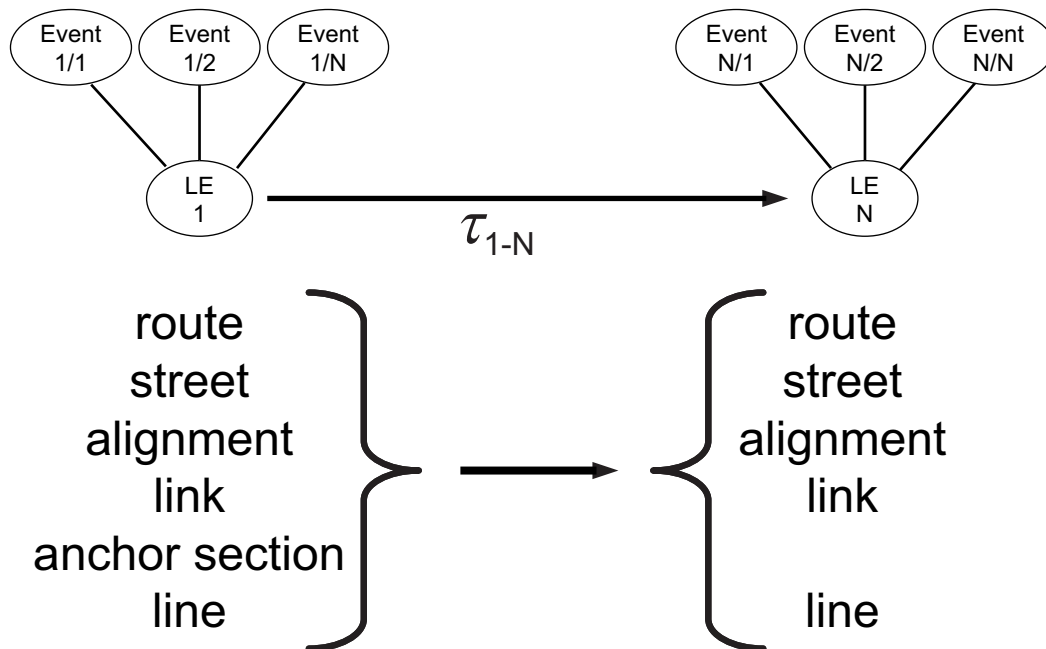 Event
1/1
Event
1/2
Event
1/N
Event
N/1
Event
N/2
Event
N/N
LE
1
LE
N
τ1-N
route
street
alignment
link
anchor section
line
route
street
alignment
link
line